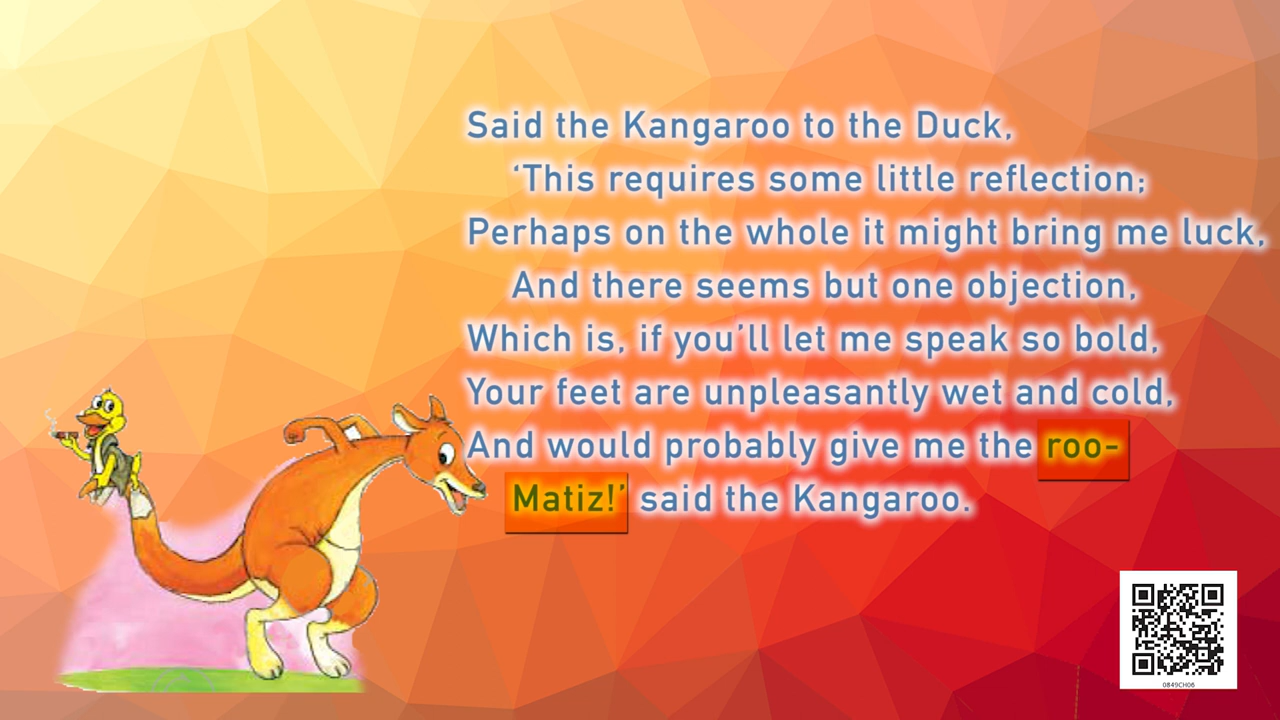 Said the Kangaroo to the Duck,
‘This requires some little reflection;
Perhaps on the whole it might bring me luck,
And there seems but one objection,
Which is, if you’ll let me speak so bold,
Your feet are unpleasantly wet and cold,
And would probably give me the roo-
Matiz!’ said the Kangaroo.
0849CH06